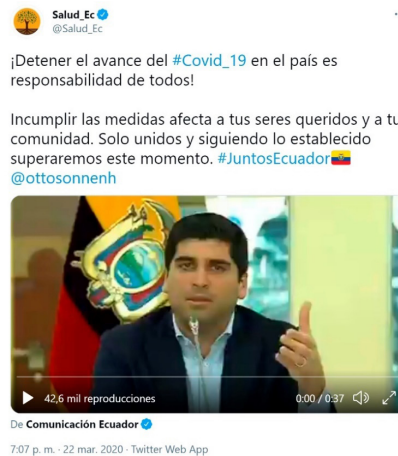 Salud_Ec
@Salud_Ec
¡Detener el avance del #Covid_19 en el país es
responsabilidad de todos!
Incumplir las medidas afecta a tus seres queridos y a tu
comunidad. Solo unidos y siguiendo lo establecido
superaremos este momento. #JuntosEcuador🇪🇨
@ottosonnenh
42,6 mil reproducciones
0:00 / 0:37
De Comunicación Ecuador
7:07 p. m. · 22 mar. 2020 · Twitter Web App